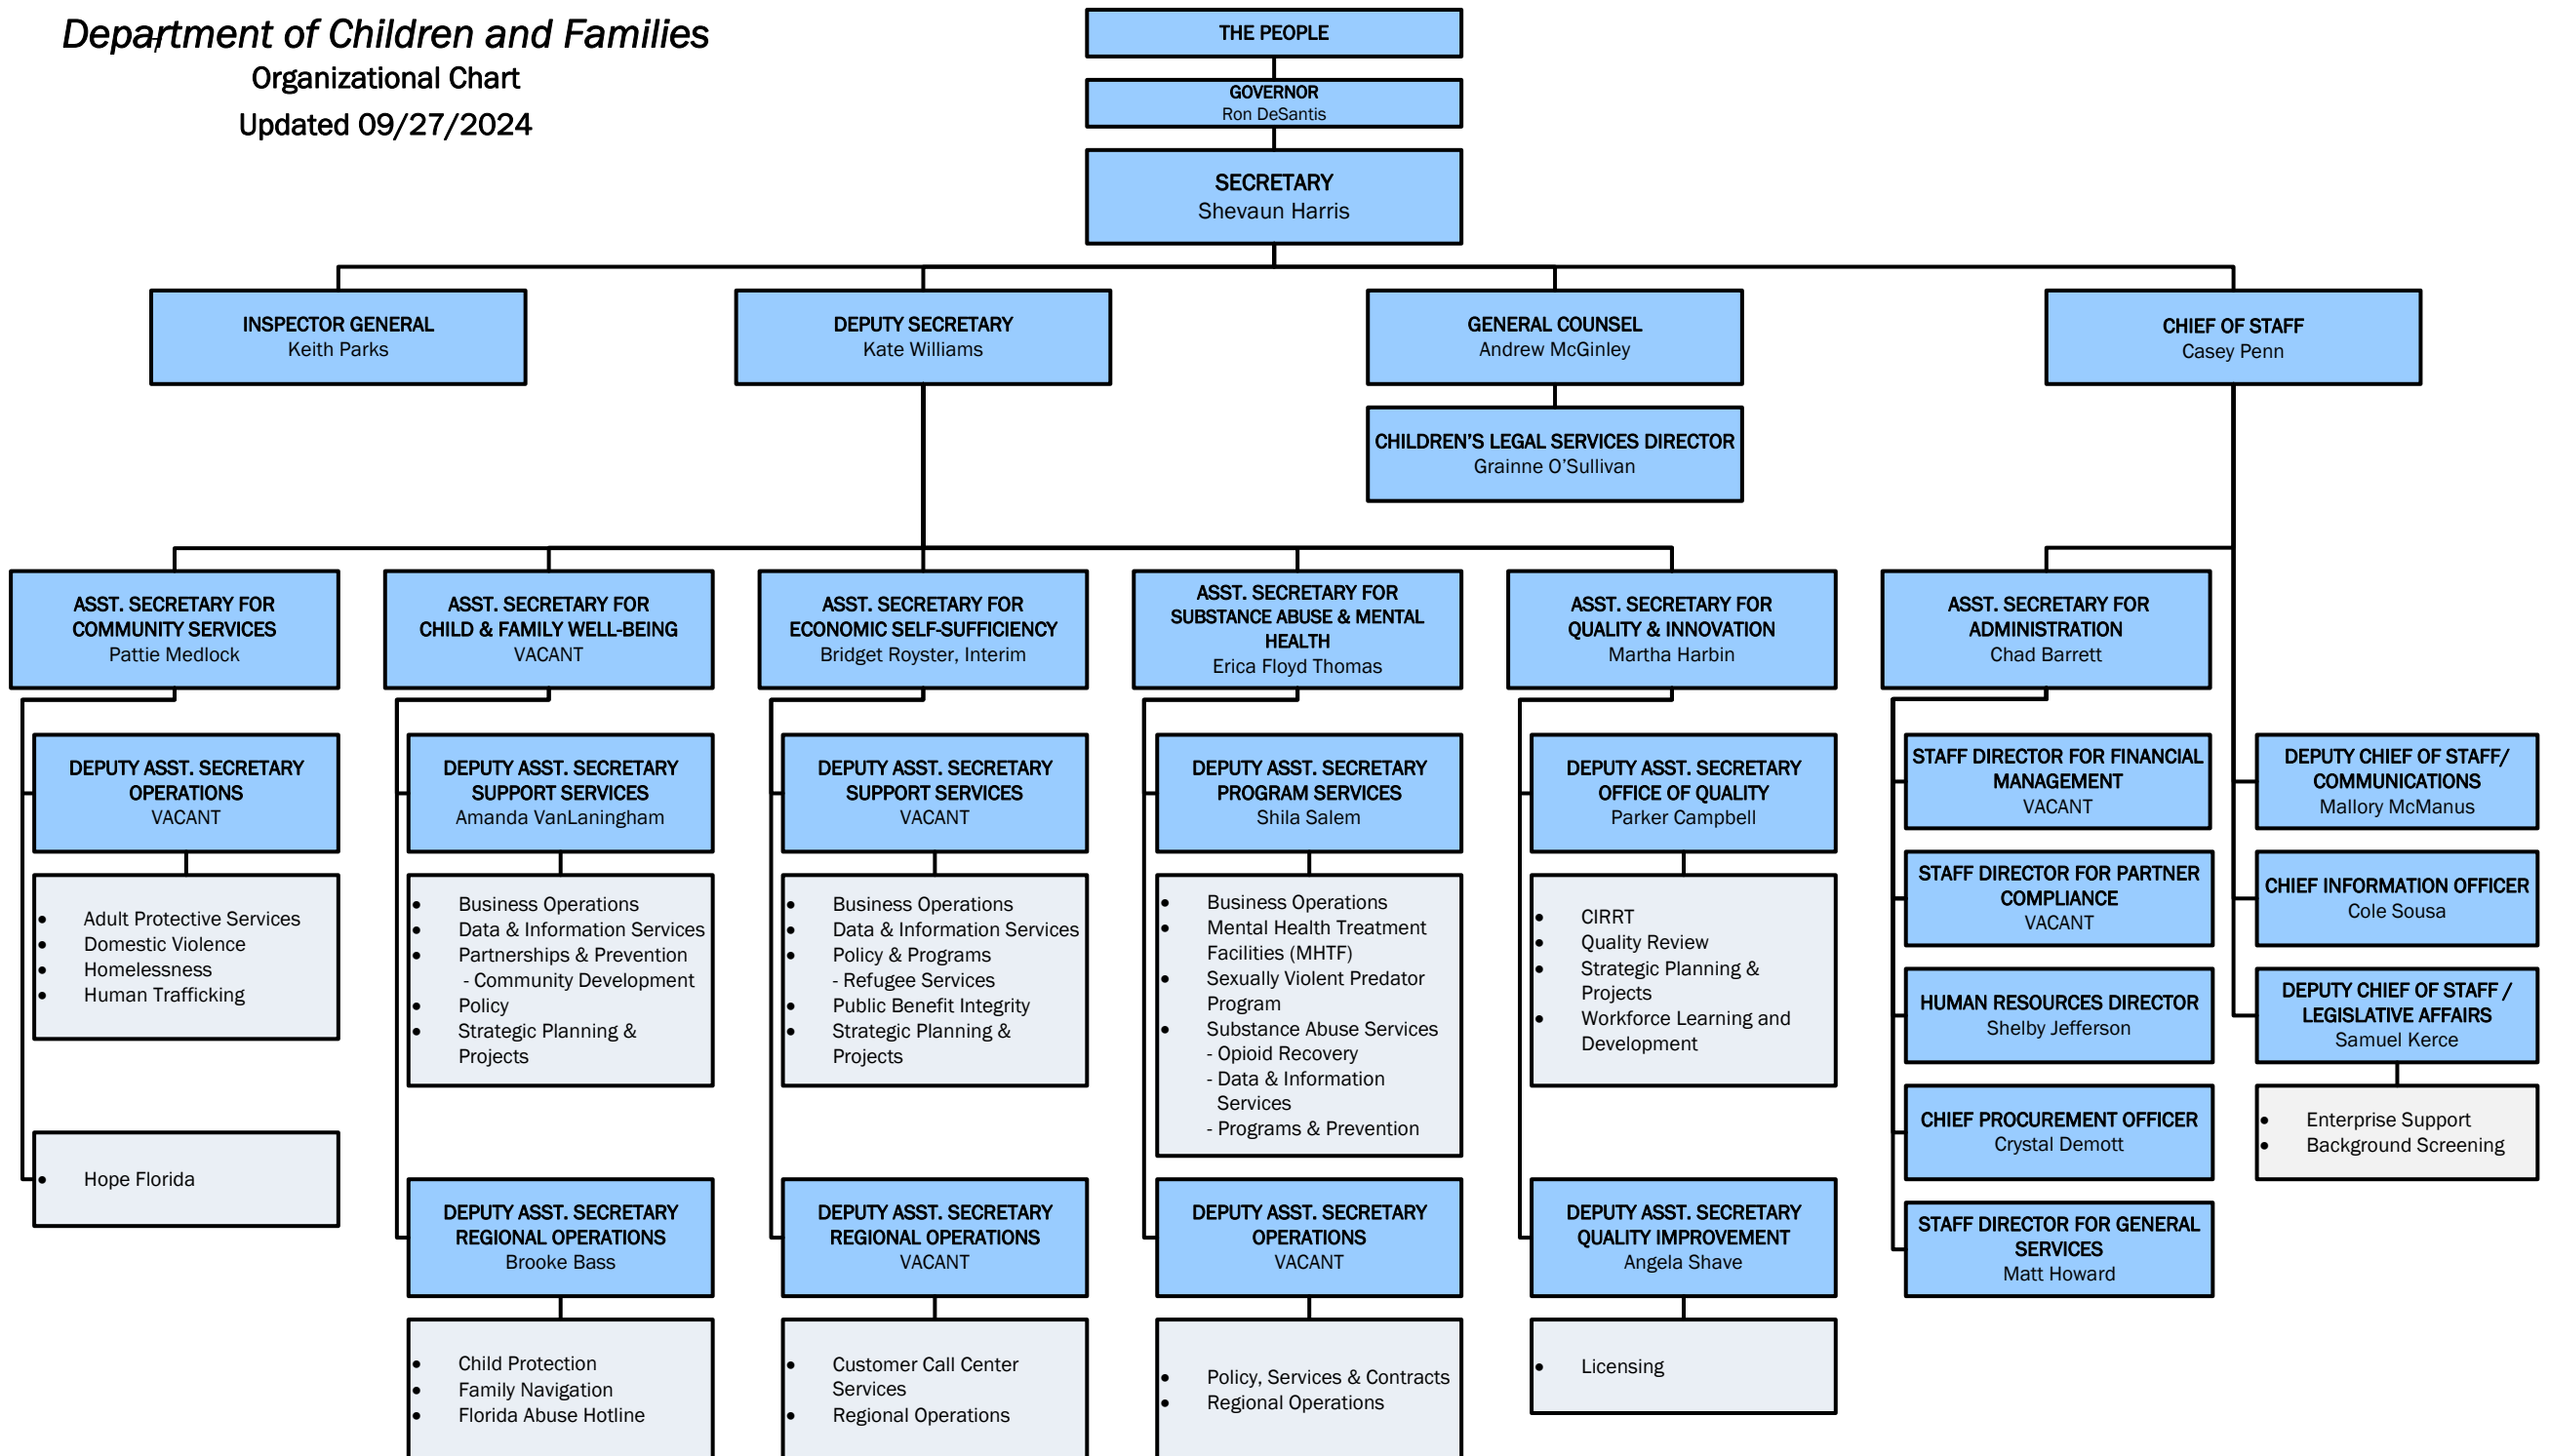 Department of Children and Families
Organizational Chart
Updated 09/27/2024
THE PEOPLE
GOVERNOR
Ron DeSantis
SECRETARY
Shevaun Harris
INSPECTOR GENERAL
Keith Parks
DEPUTY SECRETARY
Kate Williams
GENERAL COUNSEL
Andrew McGinley
CHIEF OF STAFF
Casey Penn
CHILDREN’S LEGAL SERVICES DIRECTOR
Grainne O’Sullivan
ASST. SECRETARY FOR
COMMUNITY SERVICES
Pattie Medlock
ASST. SECRETARY FOR
CHILD & FAMILY WELL-BEING
VACANT
ASST. SECRETARY FOR
ECONOMIC SELF-SUFFICIENCY
Bridget Royster, Interim
ASST. SECRETARY FOR
SUBSTANCE ABUSE & MENTAL
HEALTH
Erica Floyd Thomas
ASST. SECRETARY FOR
QUALITY & INNOVATION
Martha Harbin
ASST. SECRETARY FOR
ADMINISTRATION
Chad Barrett
DEPUTY ASST. SECRETARY
OPERATIONS
VACANT
• Adult Protective Services
• Domestic Violence
• Homelessness
• Human Trafficking
• Hope Florida
DEPUTY ASST. SECRETARY
SUPPORT SERVICES
Amanda VanLaningham
• Business Operations
• Data & Information Services
• Partnerships & Prevention
- Community Development
• Policy
• Strategic Planning &
Projects
DEPUTY ASST. SECRETARY
REGIONAL OPERATIONS
Brooke Bass
• Child Protection
• Family Navigation
• Florida Abuse Hotline
DEPUTY ASST. SECRETARY
SUPPORT SERVICES
VACANT
• Business Operations
• Data & Information Services
• Policy & Programs
- Refugee Services
• Public Benefit Integrity
• Strategic Planning &
Projects
DEPUTY ASST. SECRETARY
REGIONAL OPERATIONS
VACANT
• Customer Call Center
Services
• Regional Operations
DEPUTY ASST. SECRETARY
PROGRAM SERVICES
Shila Salem
• Business Operations
• Mental Health Treatment
Facilities (MHTF)
• Sexually Violent Predator
Program
• Substance Abuse Services
- Opioid Recovery
- Data & Information
Services
- Programs & Prevention
DEPUTY ASST. SECRETARY
OPERATIONS
VACANT
• Policy, Services & Contracts
• Regional Operations
DEPUTY ASST. SECRETARY
OFFICE OF QUALITY
Parker Campbell
• CIRRT
• Quality Review
• Strategic Planning &
Projects
• Workforce Learning and
Development
DEPUTY ASST. SECRETARY
QUALITY IMPROVEMENT
Angela Shave
• Licensing
STAFF DIRECTOR FOR FINANCIAL
MANAGEMENT
VACANT
STAFF DIRECTOR FOR PARTNER
COMPLIANCE
VACANT
HUMAN RESOURCES DIRECTOR
Shelby Jefferson
CHIEF PROCUREMENT OFFICER
Crystal Demott
STAFF DIRECTOR FOR GENERAL
SERVICES
Matt Howard
DEPUTY CHIEF OF STAFF/
COMMUNICATIONS
Mallory McManus
CHIEF INFORMATION OFFICER
Cole Sousa
DEPUTY CHIEF OF STAFF /
LEGISLATIVE AFFAIRS
Samuel Kerce
• Enterprise Support
• Background Screening